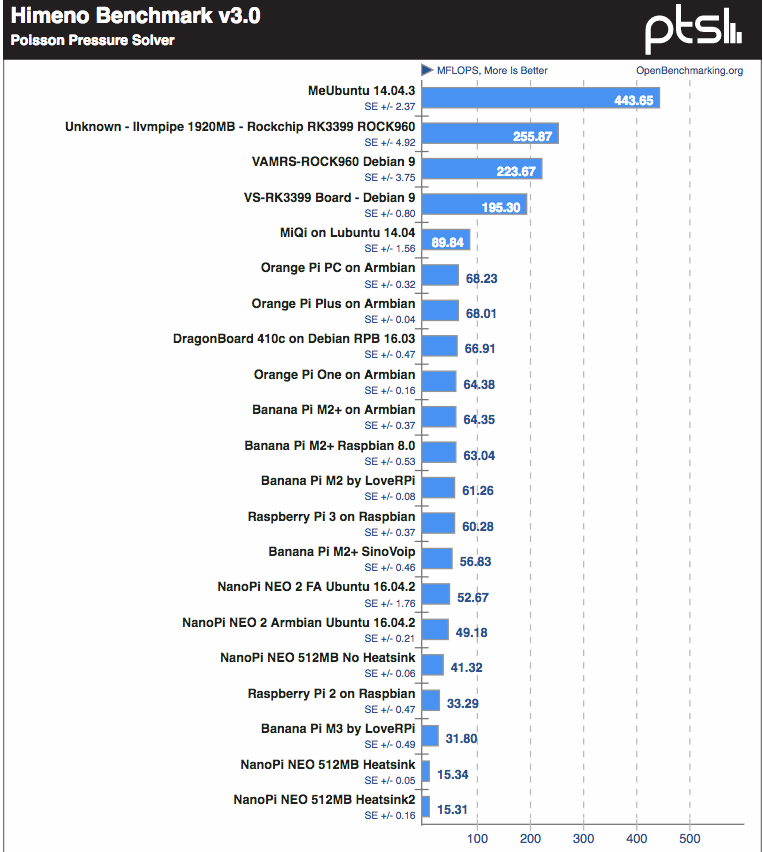 Himeno Benchmark v3.0
Poisson Pressure Solver
ptsl
MFLOPS, More Is Better
OpenBenchmarking.org
MeUbuntu 14.04.3
SE +/- 2.37
443.65
Unknown - llvmpipe 1920MB - Rockchip RK3399 ROCK960
SE +/- 4.92
255.87
VAMRS-ROCK960 Debian 9
SE +/- 3.75
223.67
VS-RK3399 Board - Debian 9
SE +/- 0.80
195.30
MiQi on Lubuntu 14.04
SE +/- 1.56
89.84
Orange Pi PC on Armbian
SE +/- 0.32
68.23
Orange Pi Plus on Armbian
SE +/- 0.04
68.01
DragonBoard 410c on Debian RPB 16.03
SE +/- 0.47
66.91
Orange Pi One on Armbian
SE +/- 0.16
64.38
Banana Pi M2+ on Armbian
SE +/- 0.37
64.35
Banana Pi M2+ Raspbian 8.0
SE +/- 0.53
63.04
Banana Pi M2 by LoveRPi
SE +/- 0.08
61.26
Raspberry Pi 3 on Raspbian
SE +/- 0.37
60.28
Banana Pi M2+ SinoVoip
SE +/- 0.46
56.83
NanoPi NEO 2 FA Ubuntu 16.04.2
SE +/- 1.76
52.67
NanoPi NEO 2 Armbian Ubuntu 16.04.2
SE +/- 0.21
49.18
NanoPi NEO 512MB No Heatsink
SE +/- 0.06
41.32
Raspberry Pi 2 on Raspbian
SE +/- 0.47
33.29
Banana Pi M3 by LoveRPi
SE +/- 0.49
31.80
NanoPi NEO 512MB Heatsink
SE +/- 0.05
15.34
NanoPi NEO 512MB Heatsink2
SE +/- 0.16
15.31
100 200 300 400 500